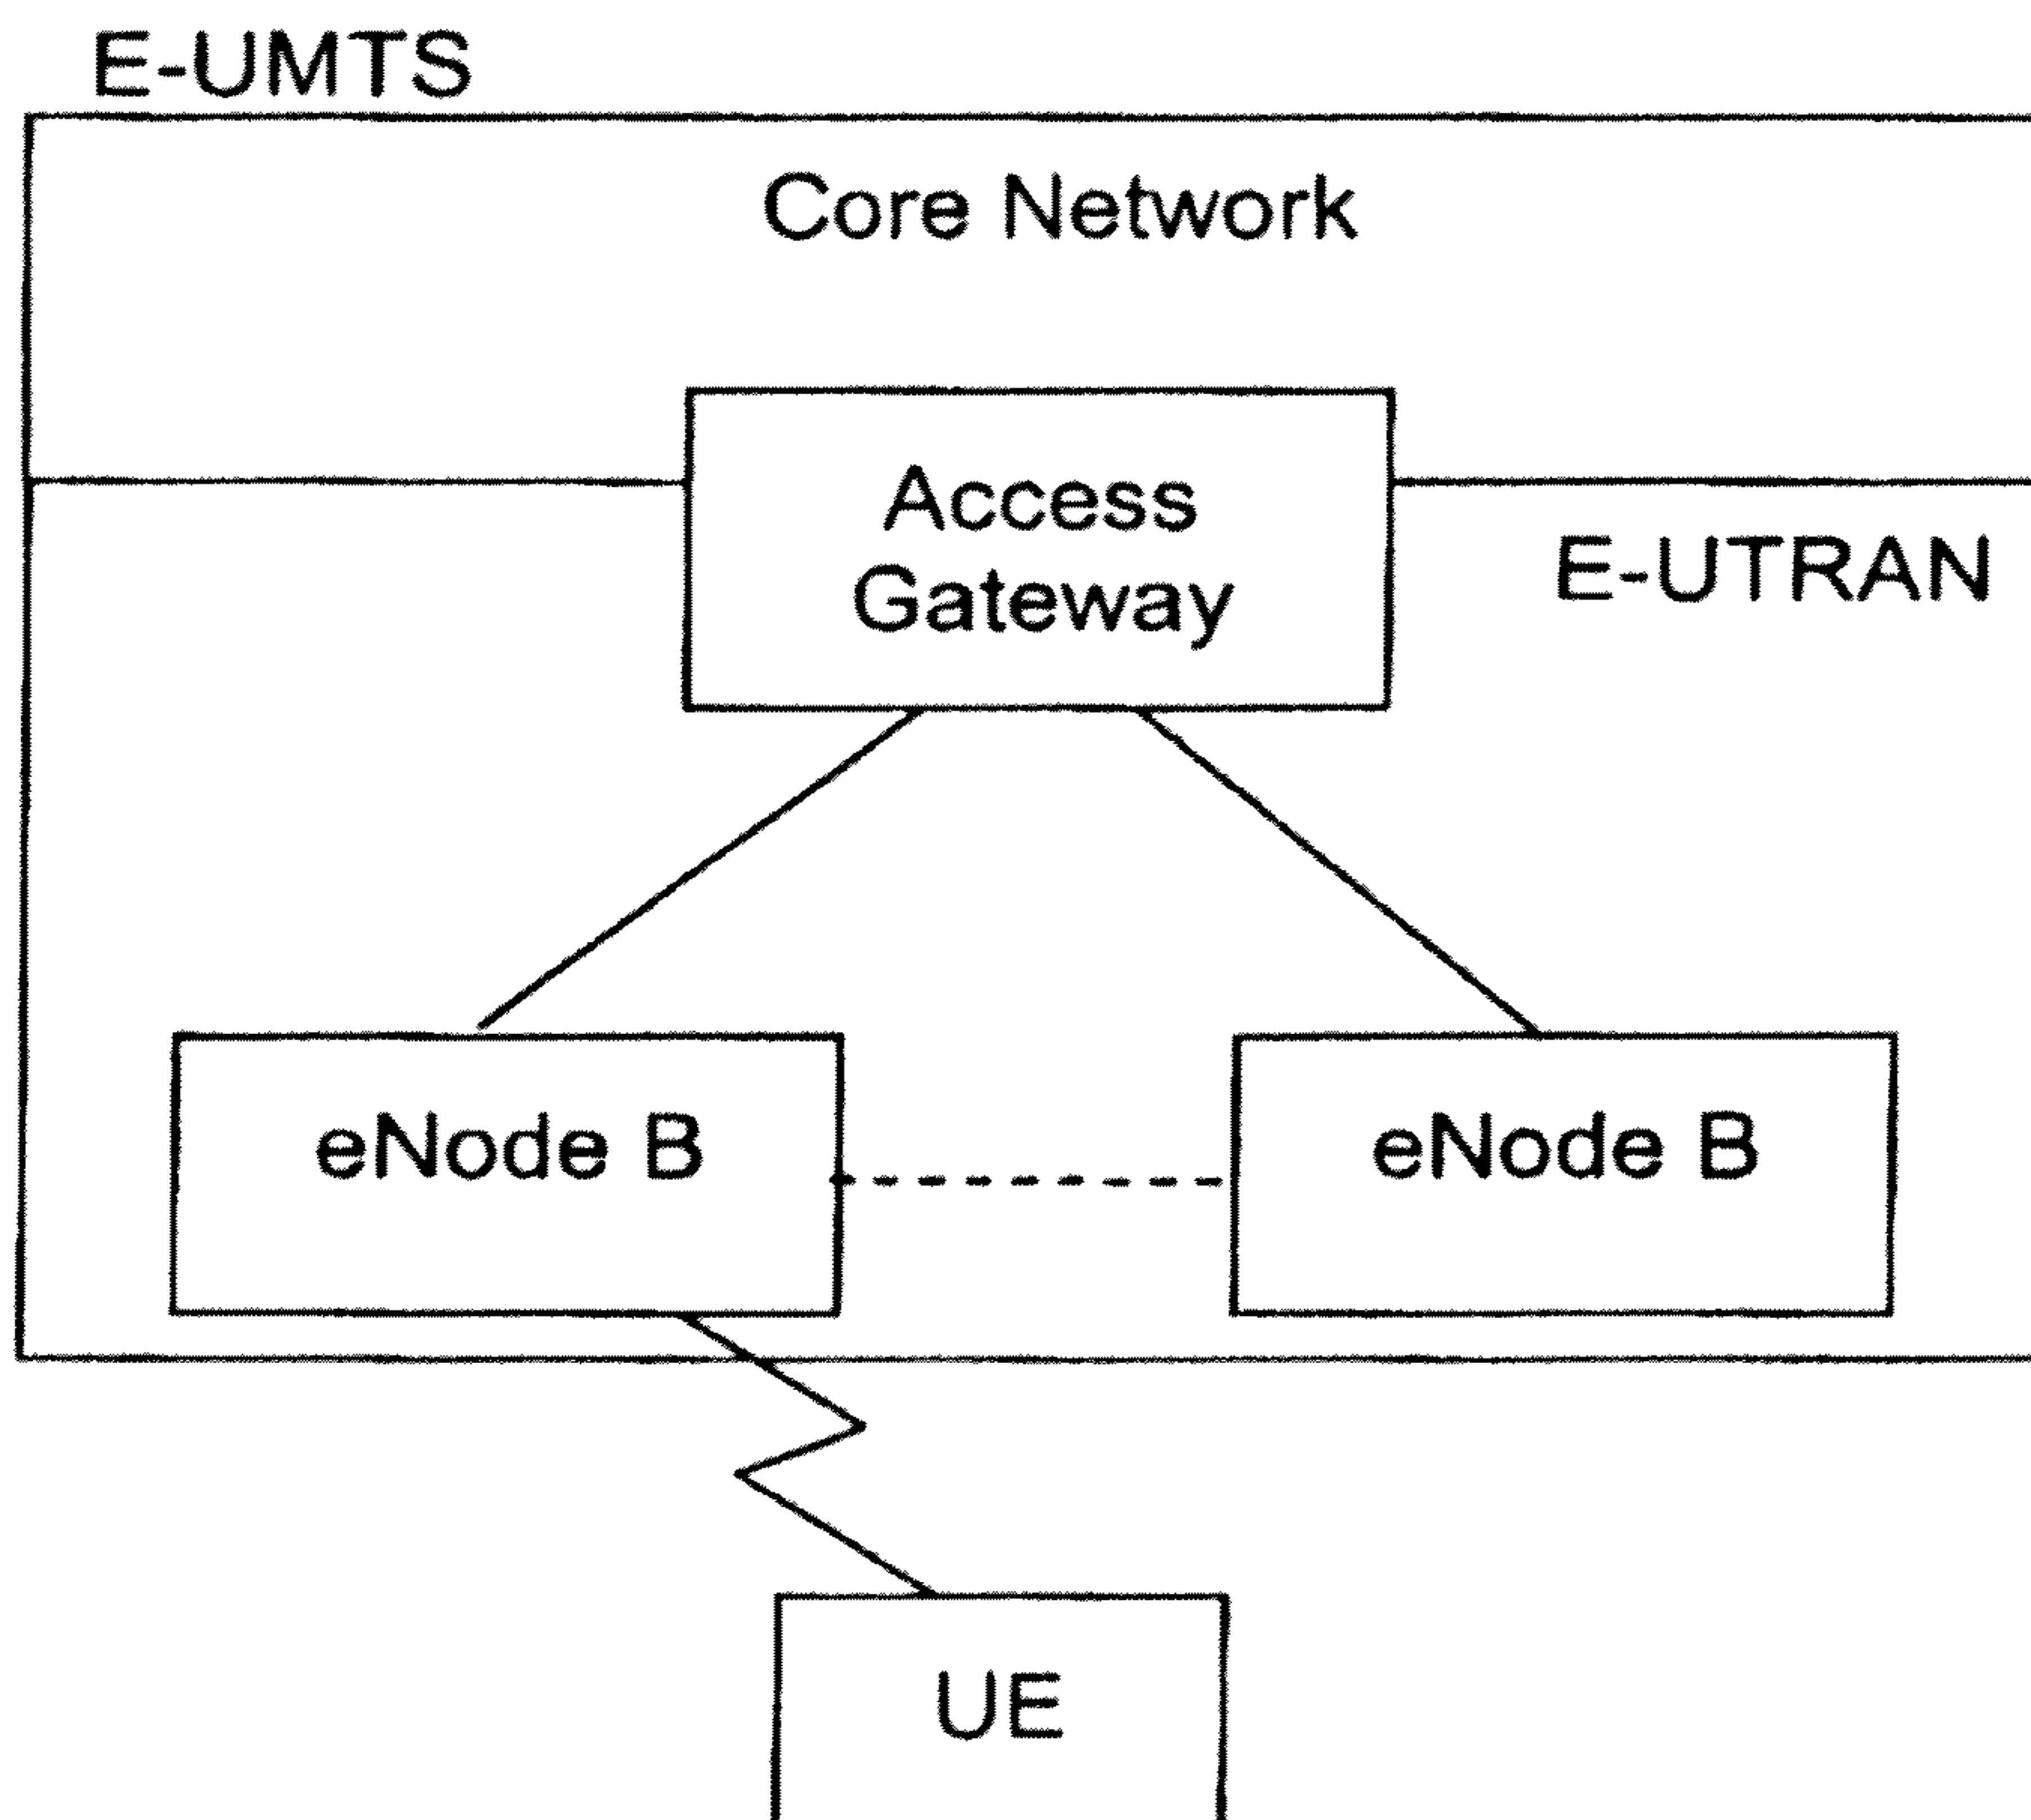 E-UMTS
Core Network
Access
Gateway
E-UTRAN
eNode B
eNode B
UE